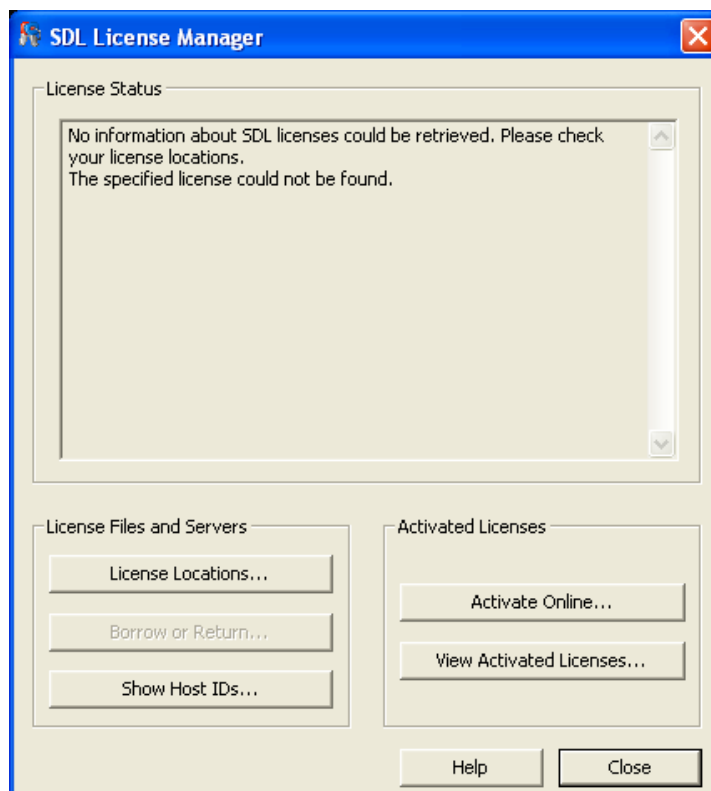 SDL License Manager
License Status
No information about SDL licenses could be retrieved. Please check
your license locations.
The specified license could not be found.
License Files and Servers
License Locations...
Borrow or Return...
Show Host IDs...
Activated Licenses
Activate Online...
View Activated Licenses...
Help
Close